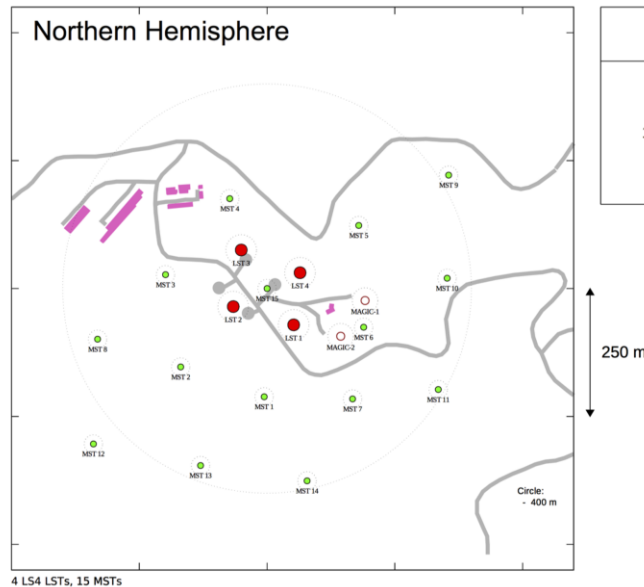 Northern Hemisphere
MST 9
MST 4
MST 5
LST 3
LST 4
MST 3
MST 15
MST 10
MAGIC-1
LST 2
LST 1
MST 6
MAGIC-2
MST 8
250 m
MST 2
MST 1
MST 7
MST 11
MST 12
MST 13
MST 14
Circle:
- 400 m
4 LS4 LSTs, 15 MSTs